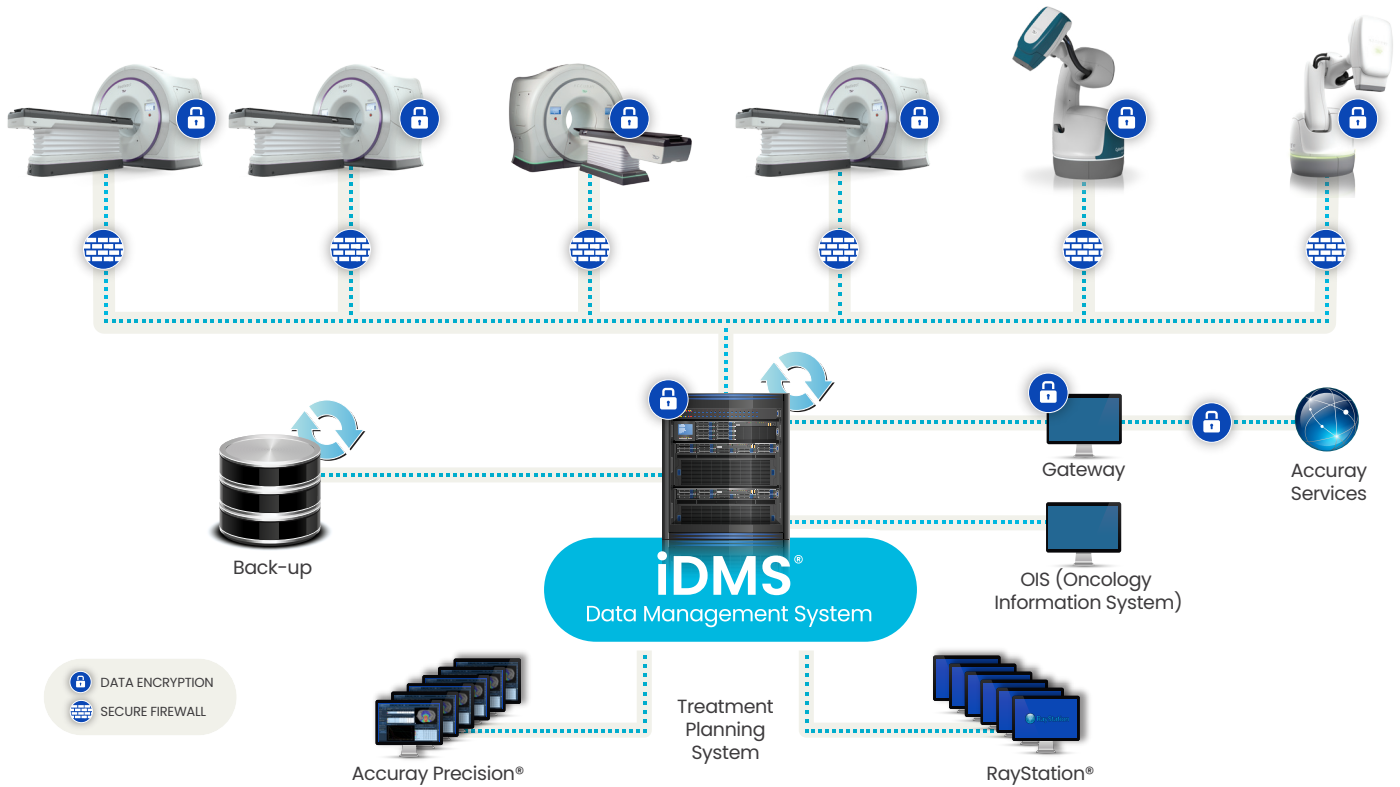 Gateway
Accuray
Services
Back-up
iDMS®
Data Management System
OIS (Oncology
Information System)
DATA ENCRYPTION
SECURE FIREWALL
Treatment
Planning
System
RayStation
Accuray Precision®
RayStation®